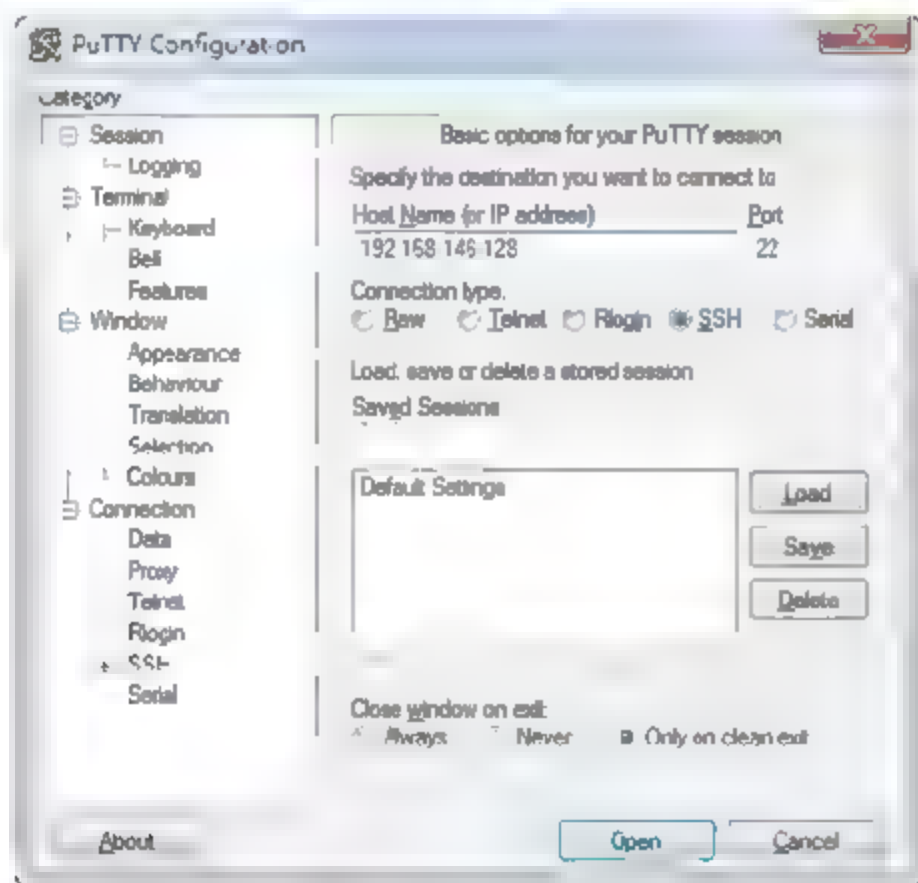 PuTTY Configuration
Category
Session
Logging
Terminal
Keyboard
Bell
Features
Window
Appearance
Behaviour
Translation
Selection
Colours
Connection
Data
Proxy
Telnet
Rlogin
SSH
Serial
Basic options for your PuTTY session
Specify the destination you want to connect to
Host Name (or IP address) Port
192 168 146 128 22
Connection type.
Raw Telnet Rlogin SSH Serial
Load, save or delete a stored session
Saved Sessions
Default Settings
Load
Save
Delete
Close window on exit
Always Never Only on clean exit
About Open Cancel